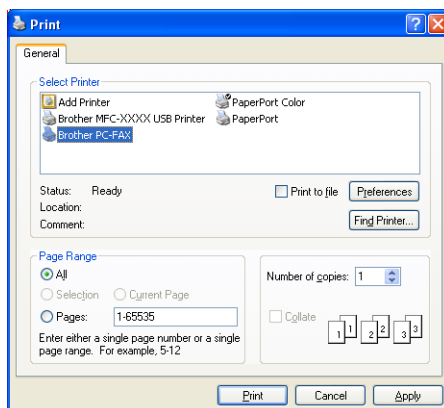 Print
General
Select Printer
Add Printer
PaperPort Color
Brother MFC-XXXX USB Printer
PaperPort
Brother PC-FAX
Status: Ready
Print to file
Preferences
Location:
Comment:
Find Printer...
Page Range
All
Selection
Current Page
Pages: 1-65535
Enter either a single page number or a single
page range. For example, 5-12
Number of copies: 1
Collate
1 1 2 2 3 3
Print
Cancel
Apply